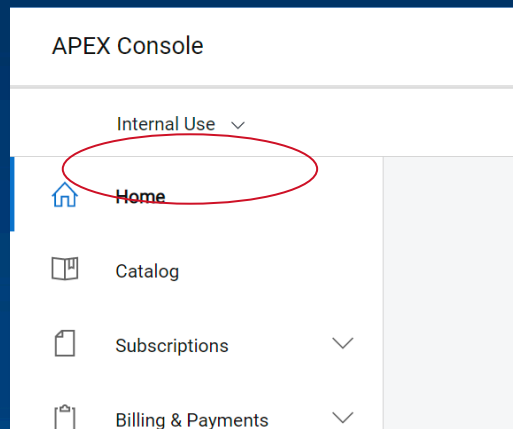 APEX Console
Internal Use
Home
Catalog
Subscriptions
Billing & Payments